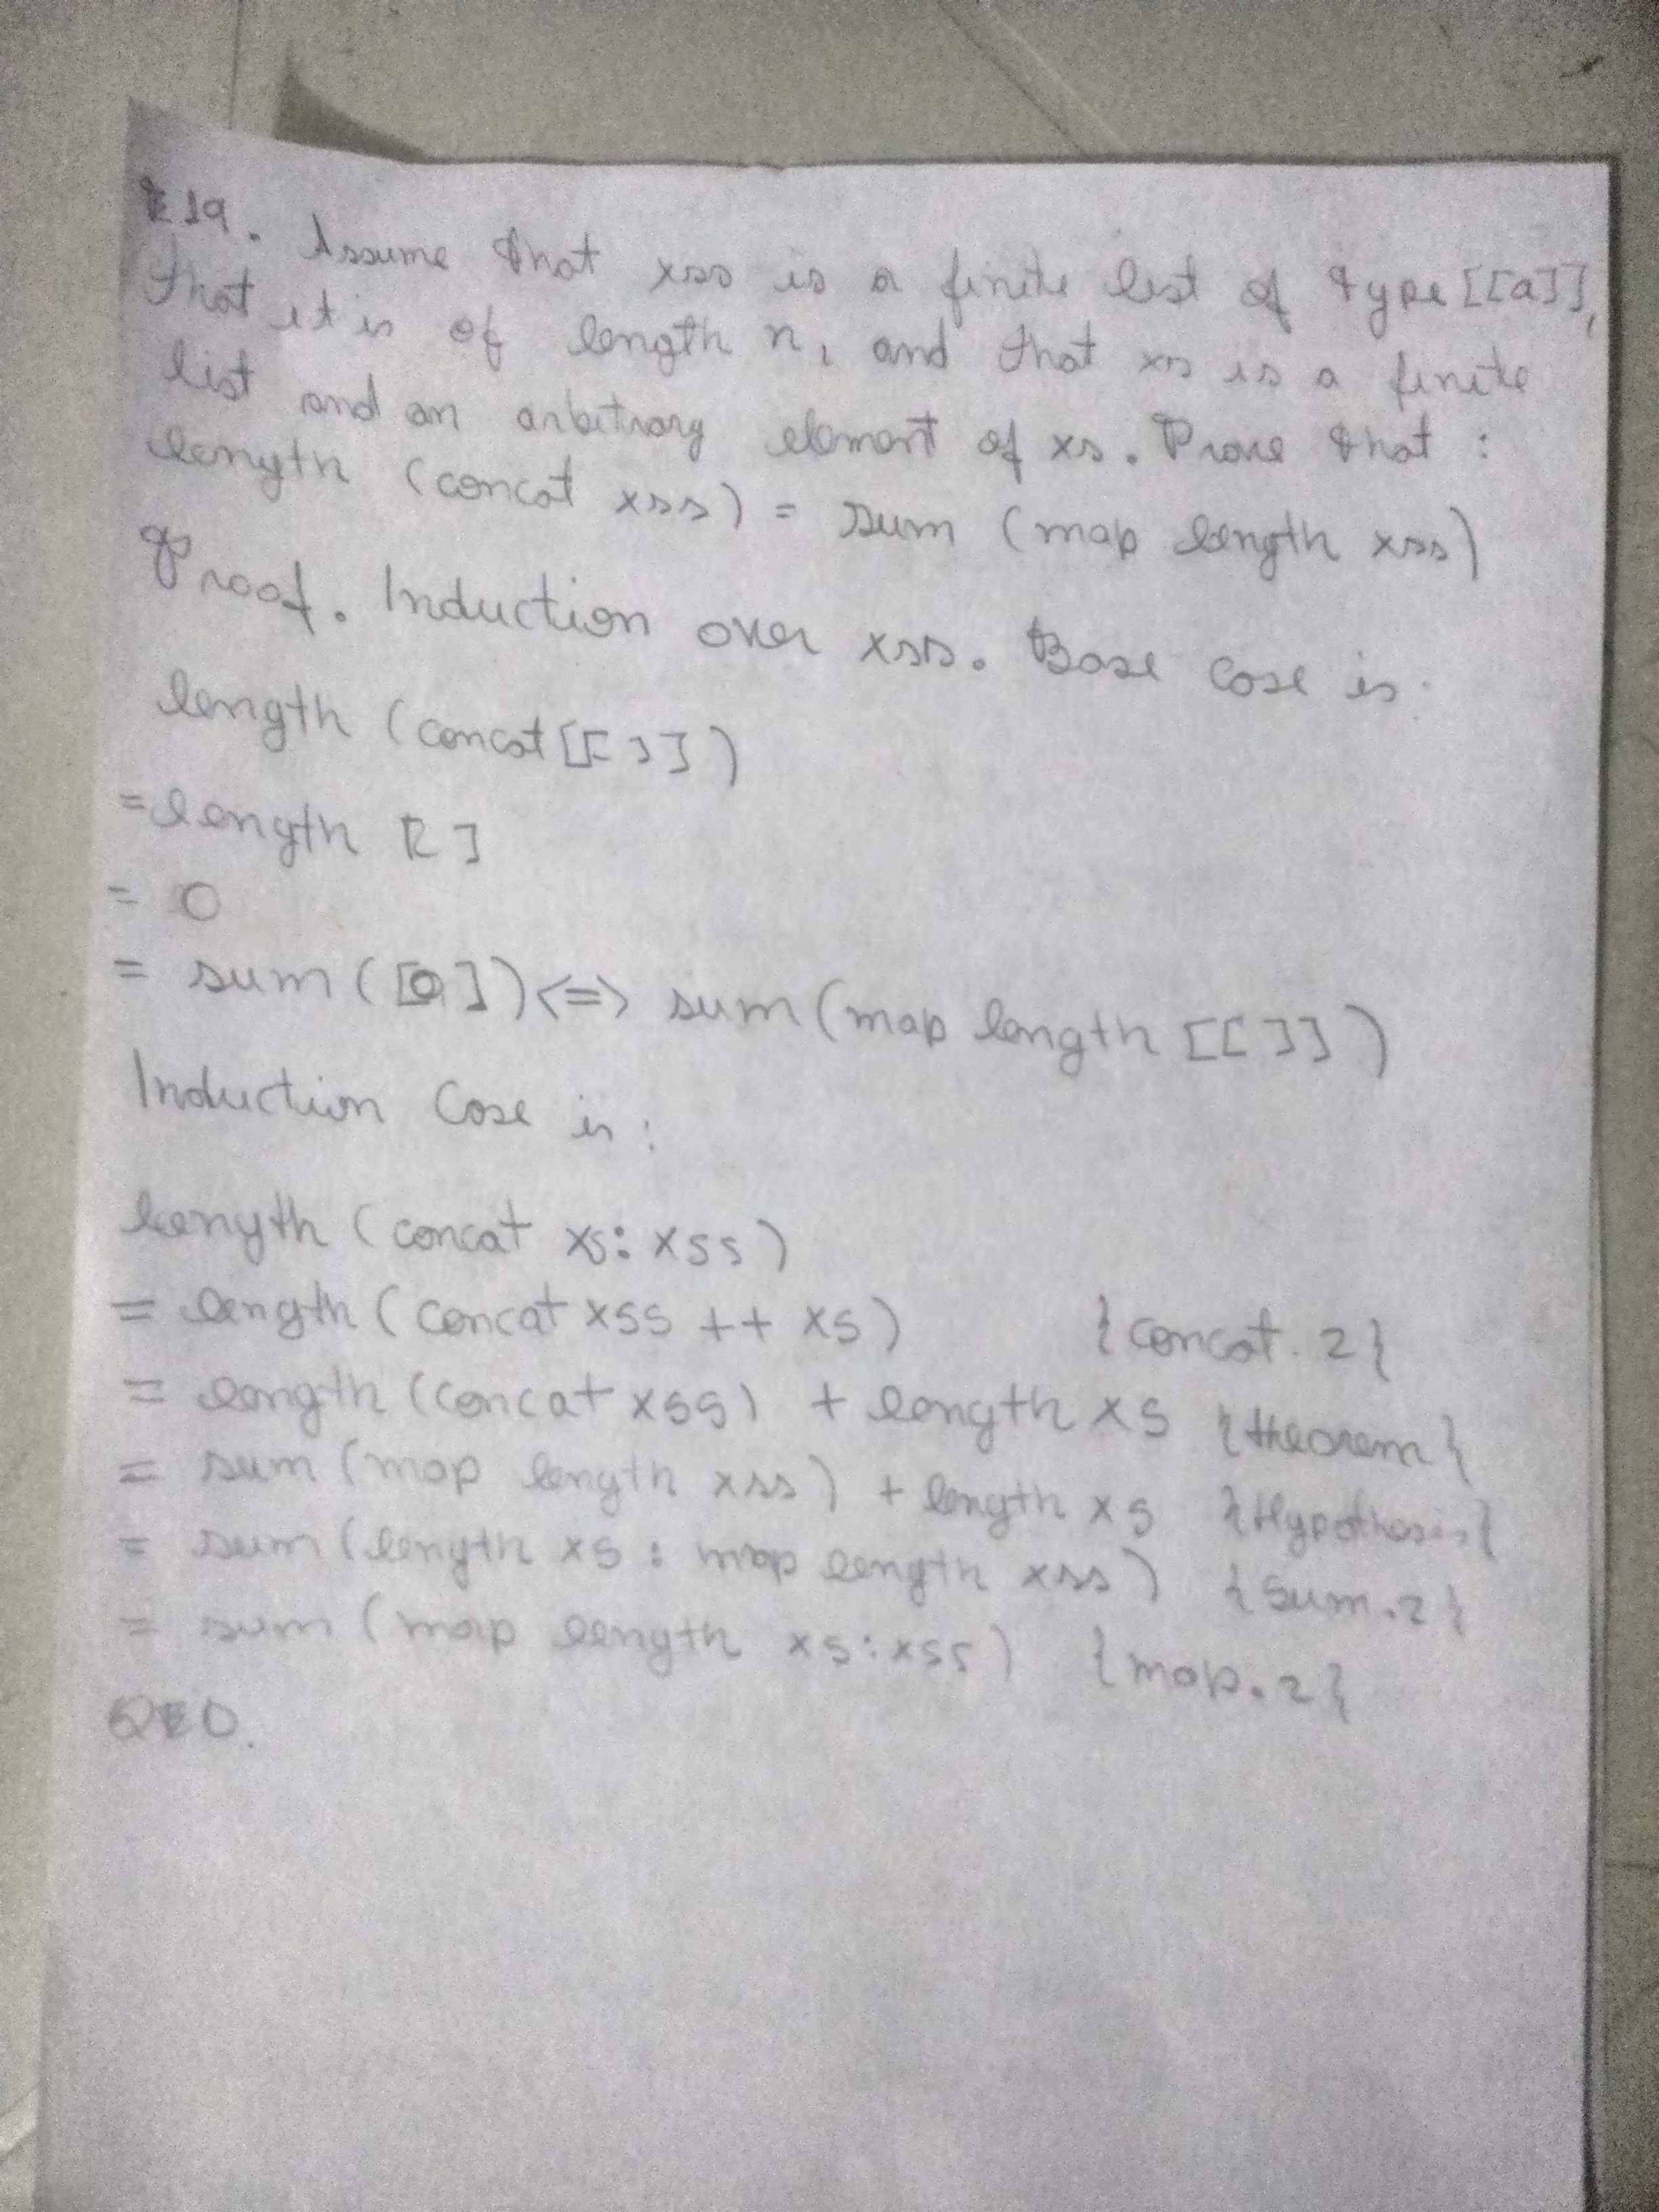 E19. Assume that xss is a finite list of type [[a]],
that it is of length n, and that xs is a finite
list and an arbitrary element of xs. Prove that :
length (concat xss) = sum (map length xss)
Proof. Induction over xss. Base case is:
length (concat [[ ]])
= length [ ]
= 0
= sum ([0]) <=> sum (map length [[ ]])
Induction Case is:
length (concat xs: xss)
= length (concat xss ++ xs) {concat. 2}
= length (concat xss) + length xs {theorem}
= sum (map length xss) + length xs {Hypothesis}
= sum (length xs : map length xss) {sum.2}
= sum (map length xs:xss) {map.2}
QED.